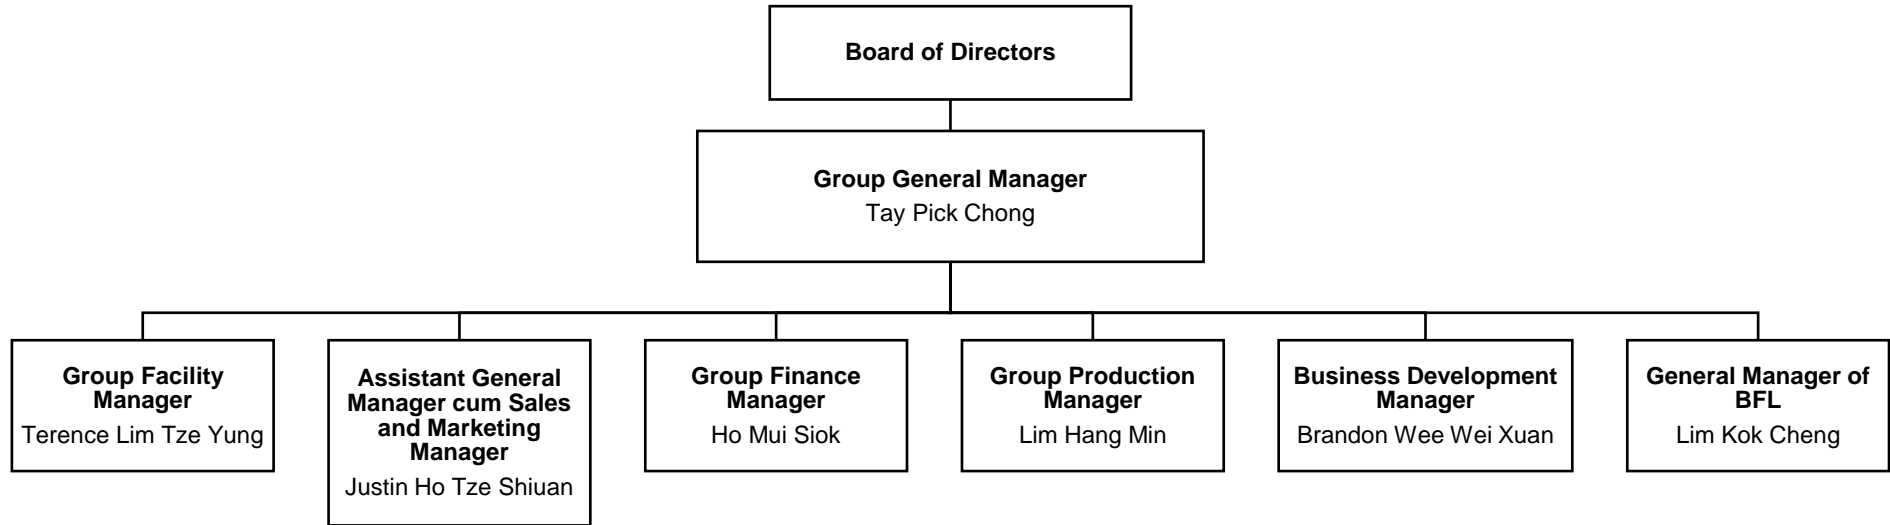 Board of Directors
Group General Manager
Tay Pick Chong
Group Facility
Manager
Terence Lim Tze Yung
Assistant General
Manager cum Sales
and Marketing
Manager
Justin Ho Tze Shiuan
Group Finance
Manager
Ho Mui Siok
Group Production
Manager
Lim Hang Min
Business Development
Manager
Brandon Wee Wei Xuan
General Manager of
BFL
Lim Kok Cheng